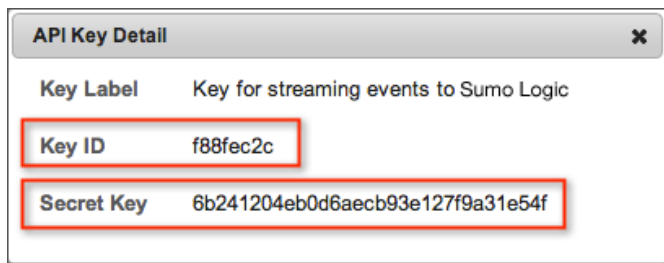 API Key Detail
Key Label Key for streaming events to Sumo Logic
Key ID f88fec2c
Secret Key 6b241204eb0d6aecb93e127f9a31e54f